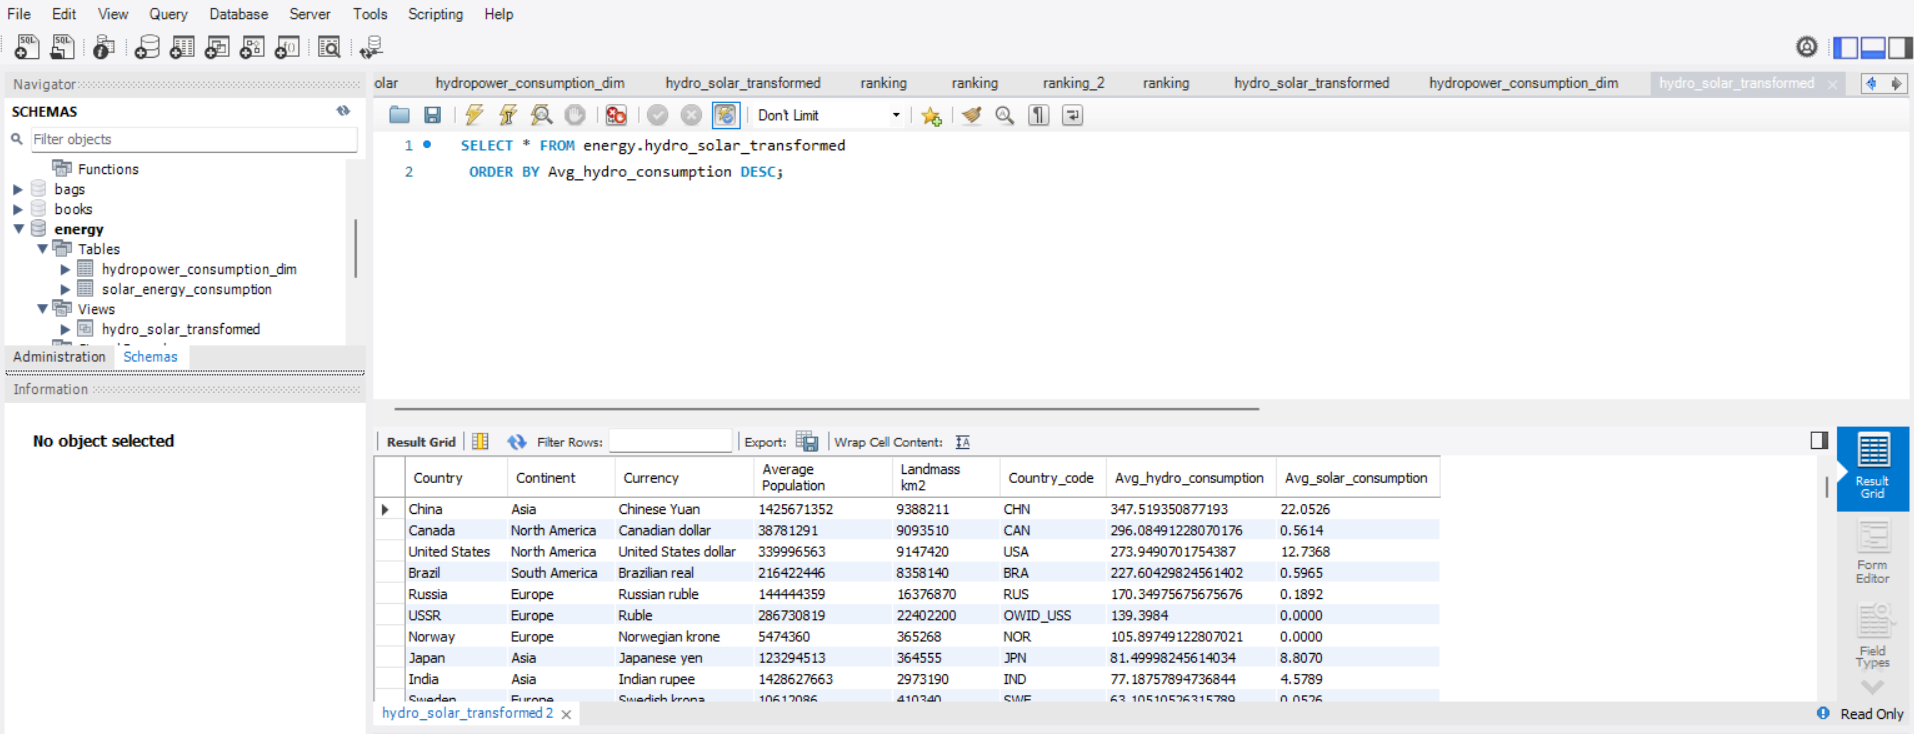 File Edit View Query Database Server Tools Scripting Help
SQL SQL
Navigator
SCHEMAS
Filter objects
Functions
bags
books
energy
Tables
hydropower_consumption_dim
solar_energy_consumption
Views
hydro_solar_transformed
Administration Schemas
Information
No object selected
olar hydropower_consumption_dim hydro_solar_transformed ranking ranking ranking_2 ranking hydro_solar_transformed hydropower_consumption_dim hydro_solar_transformed
Don't Limit
1 SELECT * FROM energy.hydro_solar_transformed
2 ORDER BY Avg_hydro_consumption DESC;
Result Grid Filter Rows: Export: Wrap Cell Content:
Country Continent Currency Average Population Landmass km2 Country_code Avg_hydro_consumption Avg_solar_consumption
China Asia Chinese Yuan 1425671352 9388211 CHN 347.519350877193 22.0526
Canada North America Canadian dollar 38781291 9093510 CAN 296.08491228070176 0.5614
United States North America United States dollar 339996563 9147420 USA 273.9490701754387 12.7368
Brazil South America Brazilian real 216422446 8358140 BRA 227.60429824561402 0.5965
Russia Europe Russian ruble 144444359 16376870 RUS 170.34975675675676 0.1892
USSR Europe Ruble 286730819 22402200 OWID_USS 139.3984 0.0000
Norway Europe Norwegian krone 5474360 365268 NOR 105.89749122807021 0.0000
Japan Asia Japanese yen 123294513 364555 JPN 81.49998245614034 8.8070
India Asia Indian rupee 1428627663 2973190 IND 77.18757894736844 4.5789
Sweden Europe Swedish krona 10612086 410340 SWE 63.10510526315789 0.0526
hydro_solar_transformed 2
Result
Grid
Form
Editor
Field
Types
Read Only